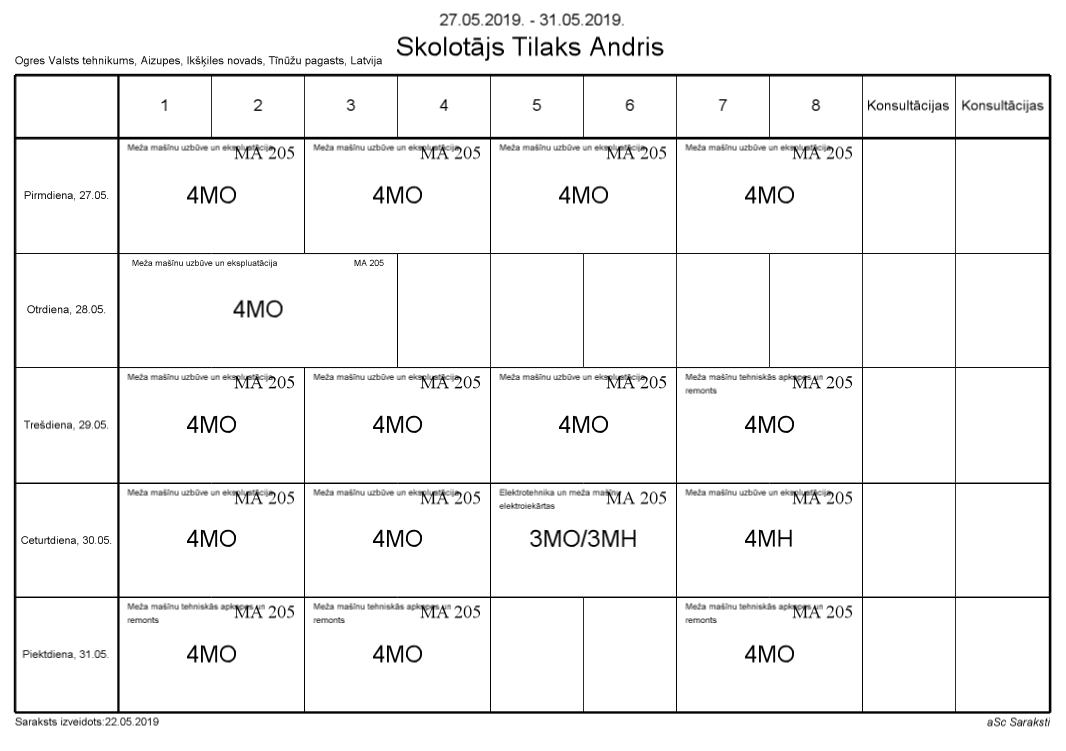 27.05.2019. - 31.05.2019.
Skolotājs Tilaks Andris
Ogres Valsts tehnikums, Aizupes, Ikšķiles novads, Tīnūžu pagasts, Latvija
1 2 3 4 5 6 7 8 Konsultācijas Konsultācijas
Pirmdiena, 27.05.
Meža mašīnu uzbūve un ekspluatācija MA 205
4MO
Meža mašīnu uzbūve un ekspluatācija MA 205
4MO
Meža mašīnu uzbūve un ekspluatācija MA 205
4MO
Meža mašīnu uzbūve un ekspluatācija MA 205
4MO
Otrdiena, 28.05.
Meža mašīnu uzbūve un ekspluatācija MA 205
4MO
Trešdiena, 29.05.
Meža mašīnu uzbūve un ekspluatācija MA 205
4MO
Meža mašīnu uzbūve un ekspluatācija MA 205
4MO
Meža mašīnu uzbūve un ekspluatācija MA 205
4MO
Meža mašīnu tehniskās apkopes un MA 205
remonts
4MO
Ceturtdiena, 30.05.
Meža mašīnu uzbūve un ekspluatācija MA 205
4MO
Meža mašīnu uzbūve un ekspluatācija MA 205
4MO
Elektrotehnika un meža mašīnu MA 205
elektroiekārtas
3MO/3MH
Meža mašīnu uzbūve un ekspluatācija MA 205
4MH
Piektdiena, 31.05.
Meža mašīnu tehniskās apkopes un MA 205
remonts
4MO
Meža mašīnu tehniskās apkopes un MA 205
remonts
4MO
Meža mašīnu tehniskās apkopes un MA 205
remonts
4MO
Saraksts izveidots:22.05.2019
aSc Saraksti